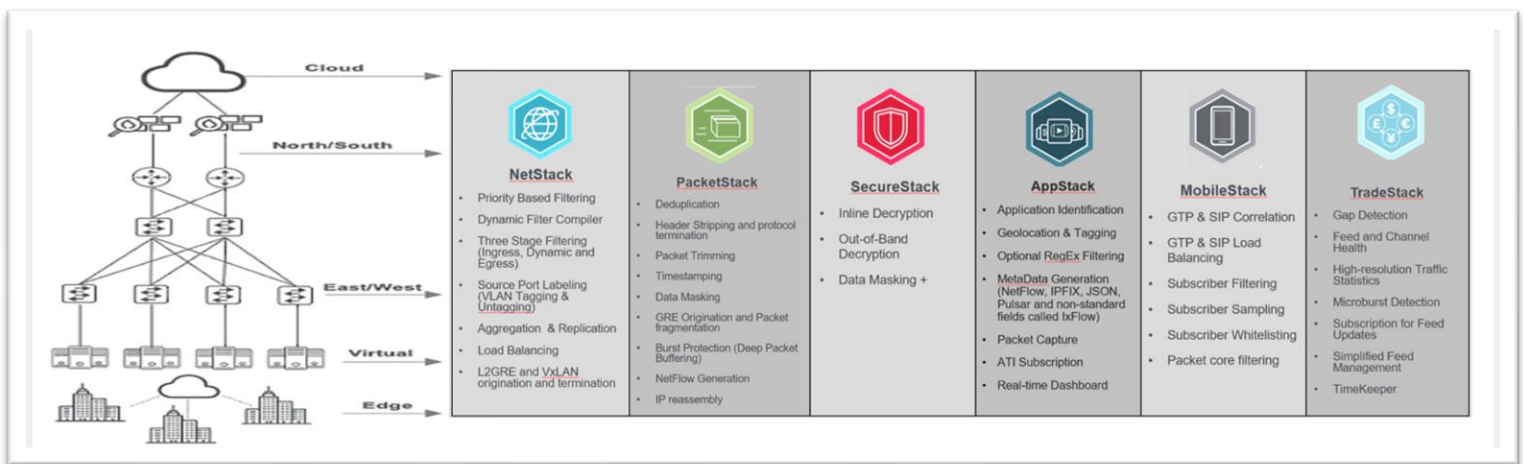 Cloud
North/South
East/West
Virtual
Edge
NetStack
• Priority Based Filtering
• Dynamic Filter Compiler
• Three Stage Filtering
(Ingress, Dynamic and
Egress)
• Source Port Labeling
(VLAN Tagging &
Untagging)
• Aggregation & Replication
• Load Balancing
• L2GRE and VxLAN
origination and termination
PacketStack
• Deduplication
• Header Stripping and protocol
termination
• Packet Trimming
• Timestamping
• Data Masking
• GRE Origination and Packet
fragmentation
• Burst Protection (Deep Packet
Buffering)
• NetFlow Generation
• IP reassembly
SecureStack
• Inline Decryption
• Out-of-Band
Decryption
• Data Masking +
AppStack
• Application Identification
• Geolocation & Tagging
• Optional RegEx Filtering
• MetaData Generation
(NetFlow, IPFIX, JSON,
Pulsar and non-standard
fields called IxFlow)
• Packet Capture
• ATI Subscription
• Real-time Dashboard
MobileStack
• GTP & SIP Correlation
• GTP & SIP Load
Balancing
• Subscriber Filtering
• Subscriber Sampling
• Subscriber Whitelisting
• Packet core filtering
$
£ €
¥
TradeStack
• Gap Detection
• Feed and Channel
Health
• High-resolution Traffic
Statistics
• Microburst Detection
• Subscription for Feed
Updates
• Simplified Feed
Management
• TimeKeeper